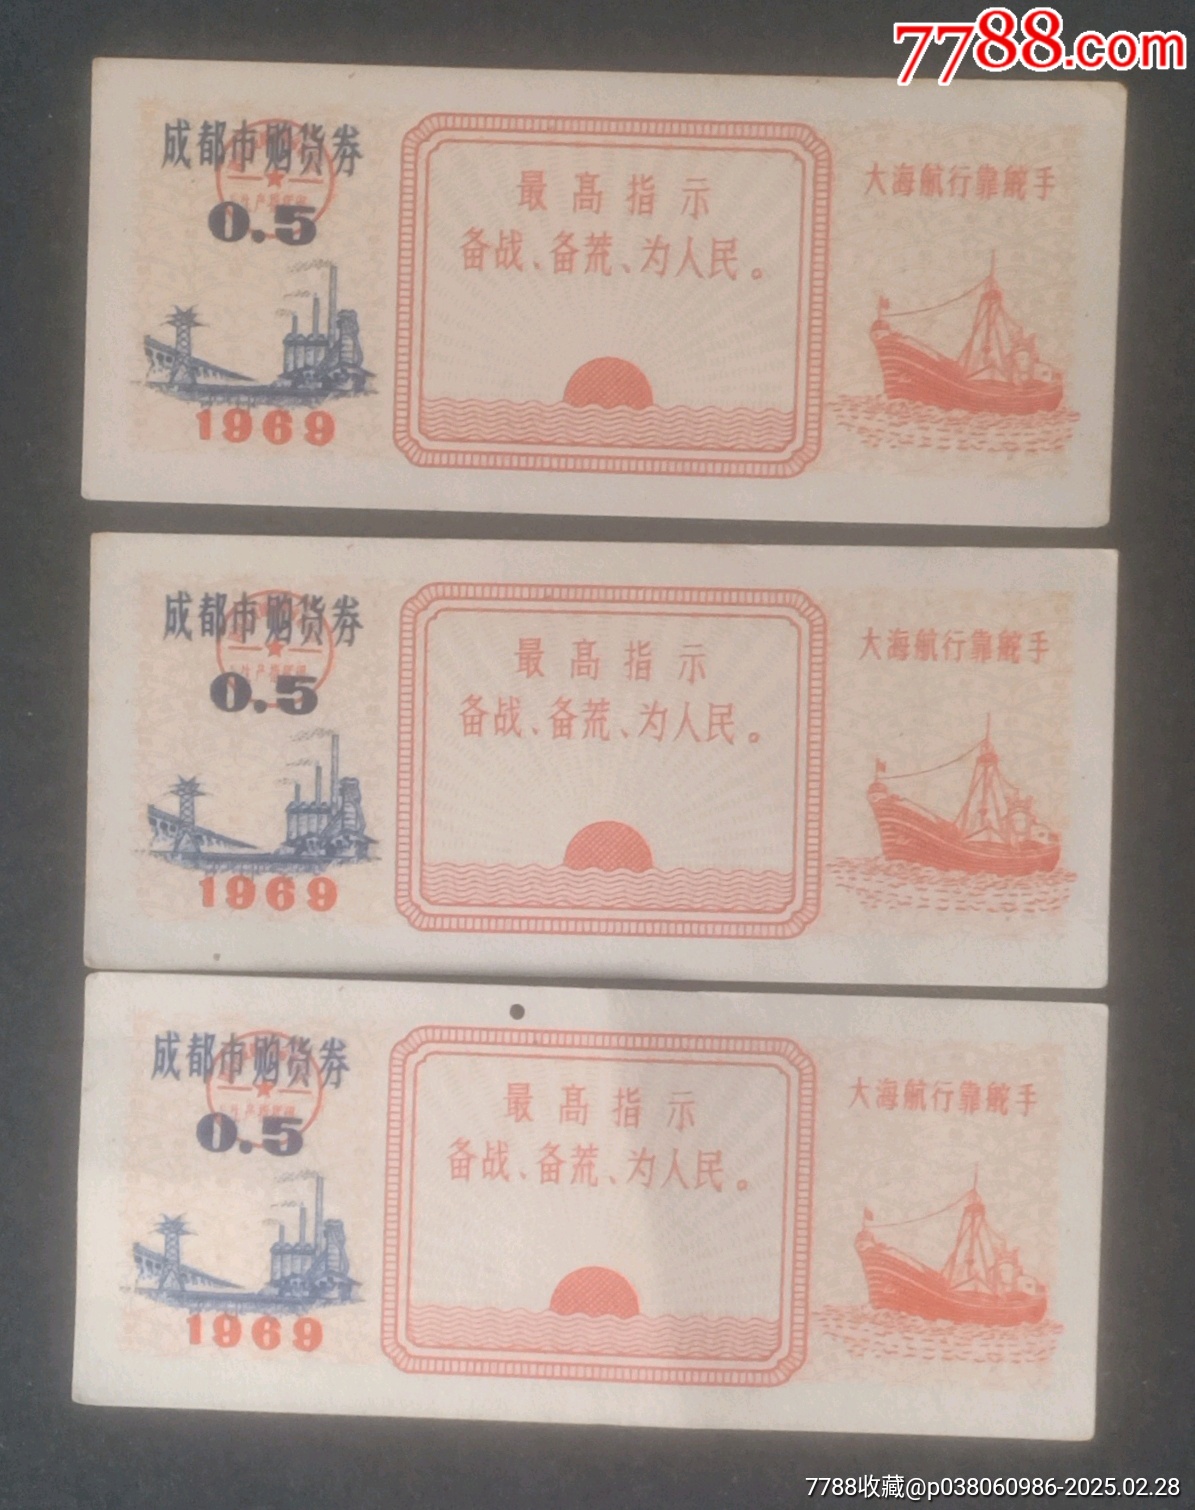 7788.com
成都市购货券
0.5
1969
最高指示
备战、备荒、为人民。
大海航行靠舵手
成都市购货券
0.5
1969
最高指示
备战、备荒、为人民。
大海航行靠舵手
成都市购货券
0.5
1969
最高指示
备战、备荒、为人民。
大海航行靠舵手
7788收藏@p038060986-2025.02.28